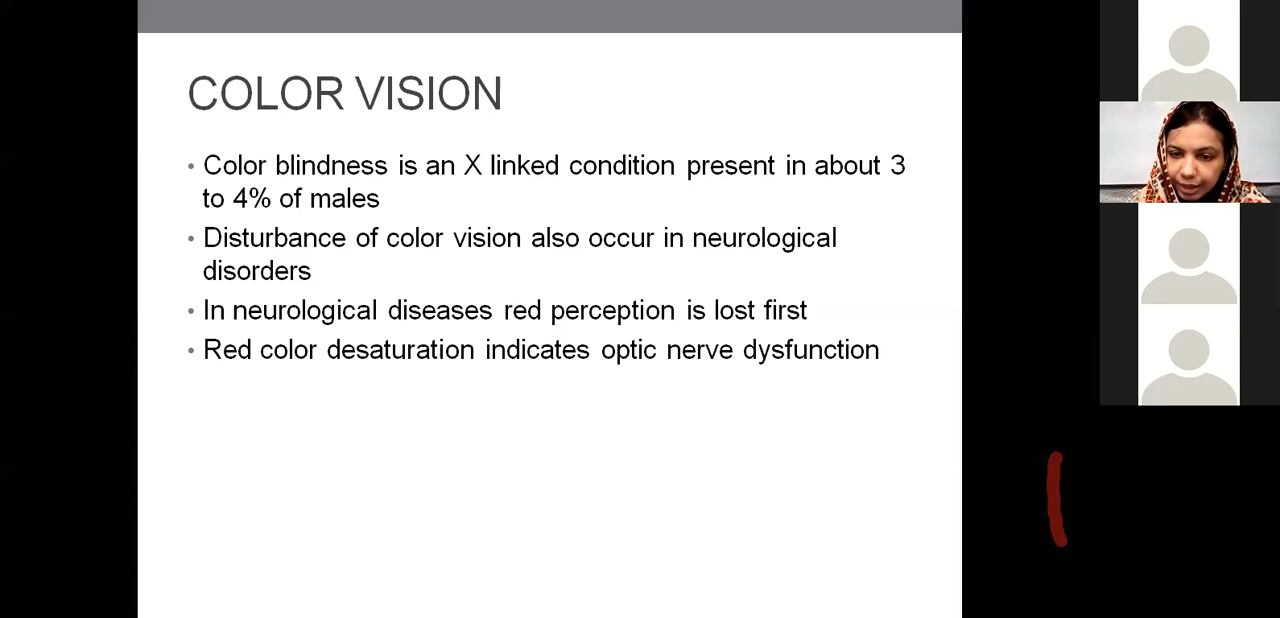 COLOR VISION
• Color blindness is an X linked condition present in about 3
to 4% of males
• Disturbance of color vision also occur in neurological
disorders
• In neurological diseases red perception is lost first
• Red color desaturation indicates optic nerve dysfunction